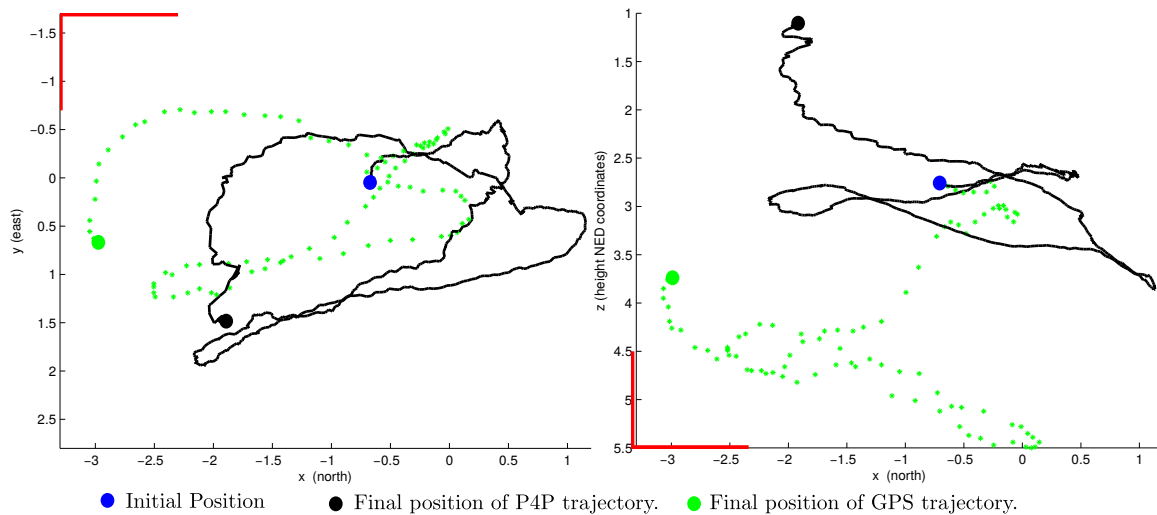 −1.5
−1
−0.5
0
0.5
1
1.5
2
2.5
y (east)
−3 −2.5 −2 −1.5 −1 −0.5 0 0.5 1
x (north)
1
1.5
2
2.5
3
3.5
4
4.5
5
5.5
z (height NED coordinates)
−3 −2.5 −2 −1.5 −1 −0.5 0 0.5 1
x (north)
Initial Position Final position of P4P trajectory. Final position of GPS trajectory.